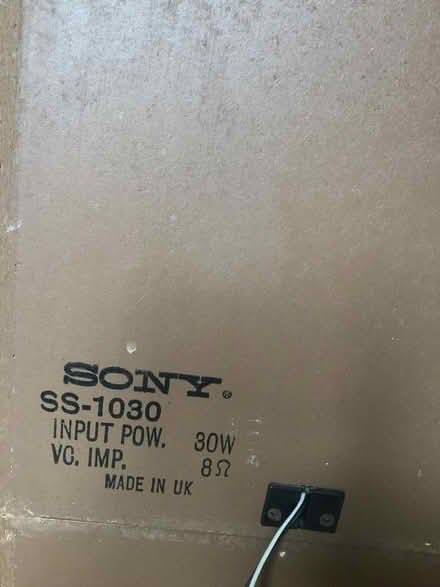 SONY®
SS-1030
INPUT POW. 30W
VC. IMP. 8Ω
MADE IN UK